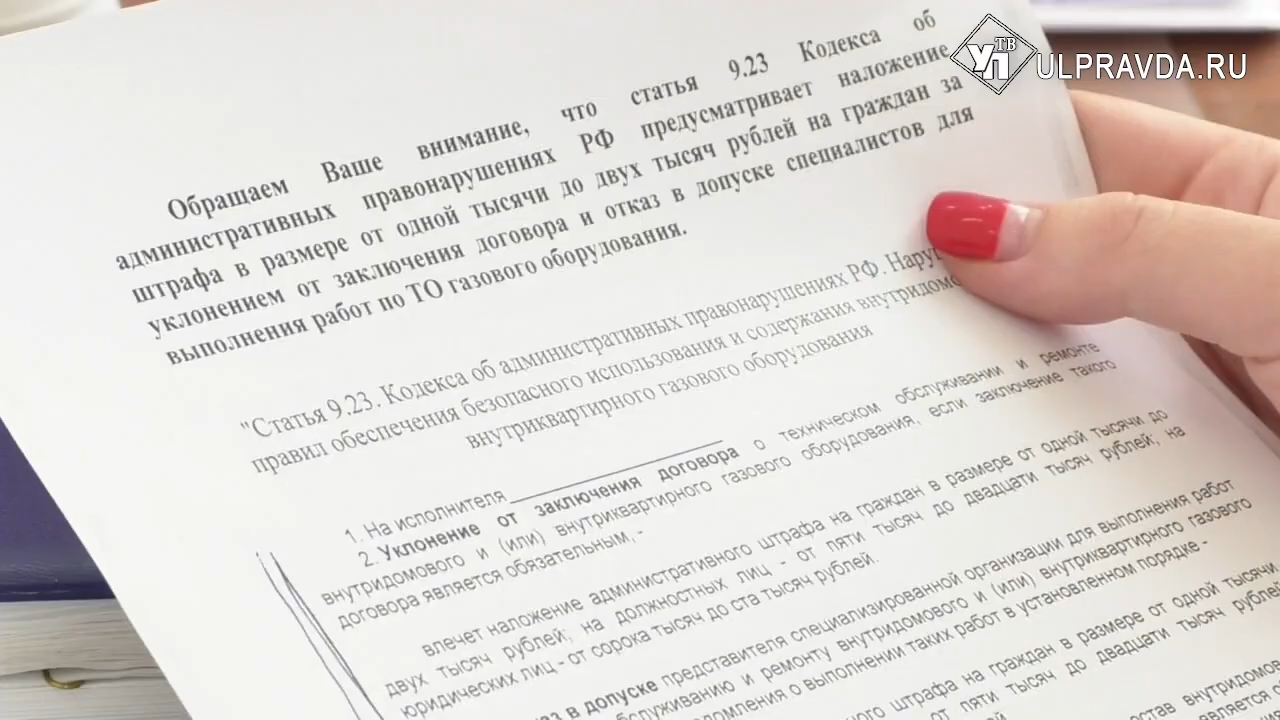 УП ТВ ULPRAVDA.RU
Обращаем Ваше внимание, что статья 9.23 Кодекса об
административных правонарушениях РФ предусматривает наложение
штрафа в размере от одной тысячи до двух тысяч рублей на граждан за
уклонением от заключения договора и отказ в допуске специалистов для
выполнения работ по ТО газового оборудования.
"Статья 9.23. Кодекса об административных правонарушениях РФ.
правил обеспечения безопасного использования и содержания
внутриквартирного газового оборудования
1. На исполнителя
2. Уклонение от заключения договора о техническом обслуживании и ремонте
внутридомового и (или) внутриквартирного газового оборудования, если заключение такого
договора является обязательным, -
влечет наложение административного штрафа на граждан в размере от одной тысячи до
двух тысяч рублей; на должностных лиц - от пяти тысяч до двадцати тысяч рублей; на
юридических лиц - от сорока тысяч до ста тысяч рублей.
в допуске представителя специализированной организации для выполнения работ
и ремонту внутридомового и (или) внутриквартирного газового
о выполнении таких работ в установленном порядке -
штрафа на граждан в размере от одной тысячи
от пяти тысяч до двадцати тысяч